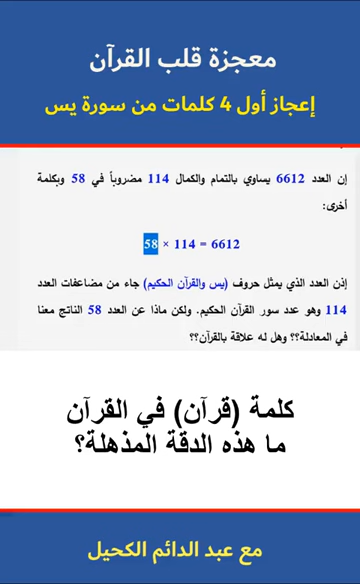 معجزة قلب القرآن
إعجاز أول 4 كلمات من سورة يس
إن العدد 6612 يساوي بالتمام والكمال 114 مضروباً في 58 وبكلمة
أخرى:
58 × 114 = 6612
إذن العدد الذي يمثل حروف (يس والقرآن الحكيم) جاء من مضاعفات العدد
114 وهو عدد سور القرآن الحكيم. ولكن ماذا عن العدد 58 الناتج معنا
في المعادلة؟؟ وهل له علاقة بالقرآن؟؟
كلمة (قرآن) في القرآن
ما هذه الدقة المذهلة؟
مع عبد الدائم الكحيل